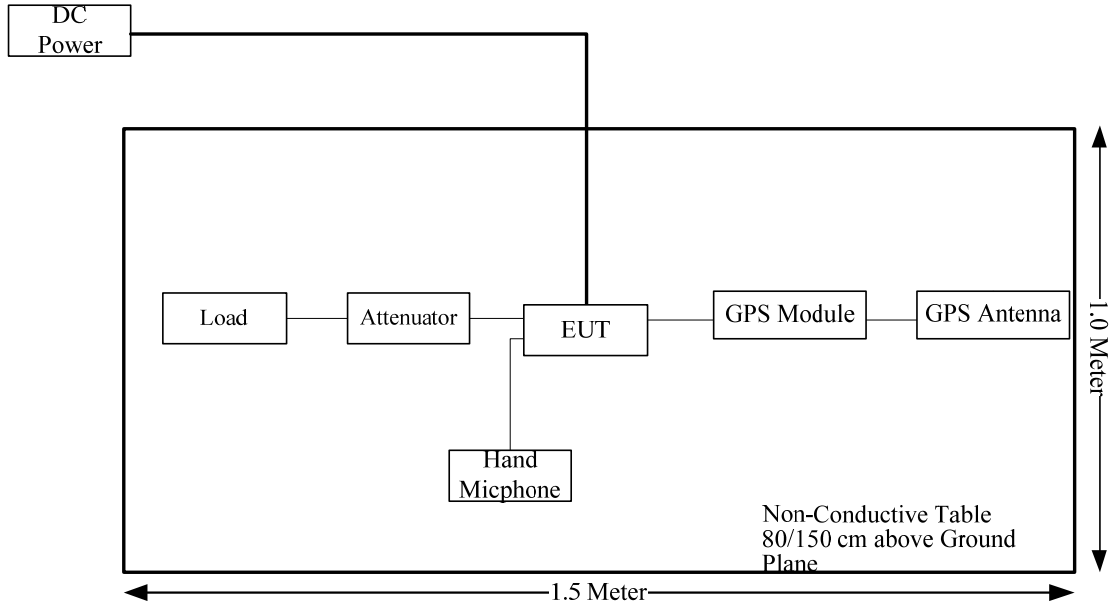 DC
Power
Load
Attenuator
EUT
GPS Module
GPS Antenna
1.0 Meter
Hand
Micphone
Non-Conductive Table
80/150 cm above Ground
Plane
1.5 Meter